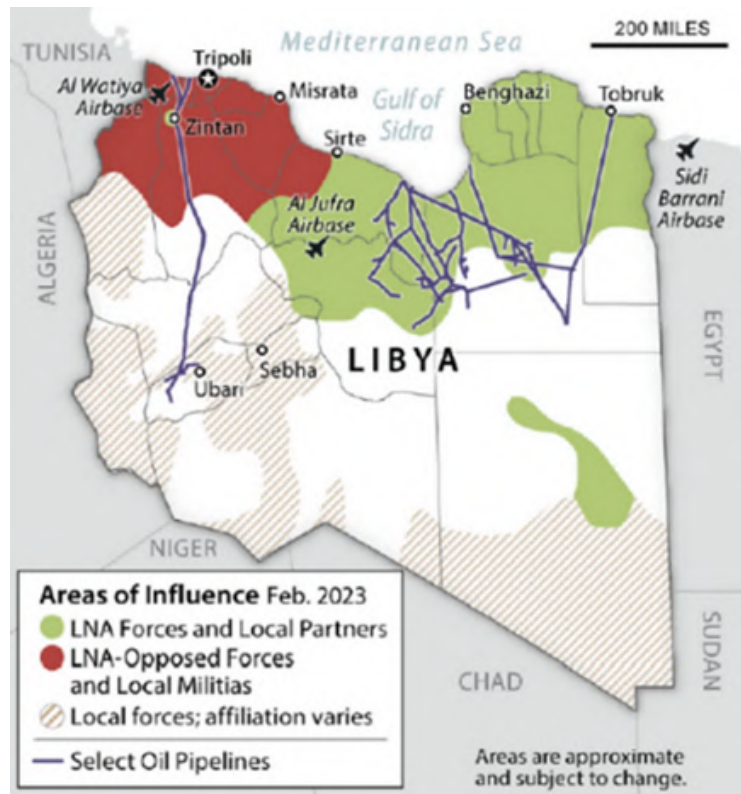 200 MILES
TUNISIA
Mediterranean Sea
Tripoli
Al Watiya
Airbase
Misrata
Gulf of
Sidra
Benghazi
Tobruk
Zintan
Sirte
Sidi
Barrani
Airbase
Al Jufra
Airbase
ALGERIA
EGYPT
LIBYA
Sebha
Ubari
NIGER
Areas of Influence Feb. 2023
LNA Forces and Local Partners
LNA-Opposed Forces
and Local Militias
Local forces; affiliation varies
Select Oil Pipelines
CHAD
SUDAN
Areas are approximate
and subject to change.